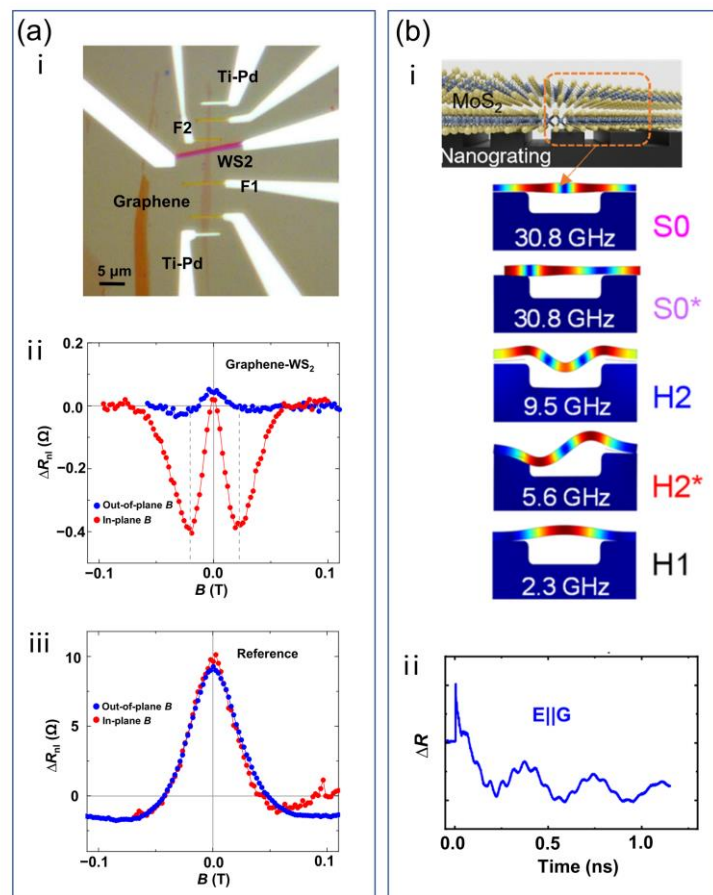 (a)
i
Ti-Pd
F2
WS2
F1
Graphene
Ti-Pd
5 μm
ii
0.2
0.0
−0.2
−0.4
ΔRnl (Ω)
Graphene-WS₂
Out-of-plane B
In-plane B
−0.1
0.0
0.1
B (T)
iii
10
5
0
ΔRnl (Ω)
Reference
Out-of-plane B
In-plane B
-0.1
0.0
0.1
B (T)
(b)
i
MoS₂
Nanograting
30.8 GHz
S0
30.8 GHz
S0*
9.5 GHz
H2
5.6 GHz
H2*
2.3 GHz
H1
ii
ΔR
E||G
0.0
0.5
1.0
Time (ns)